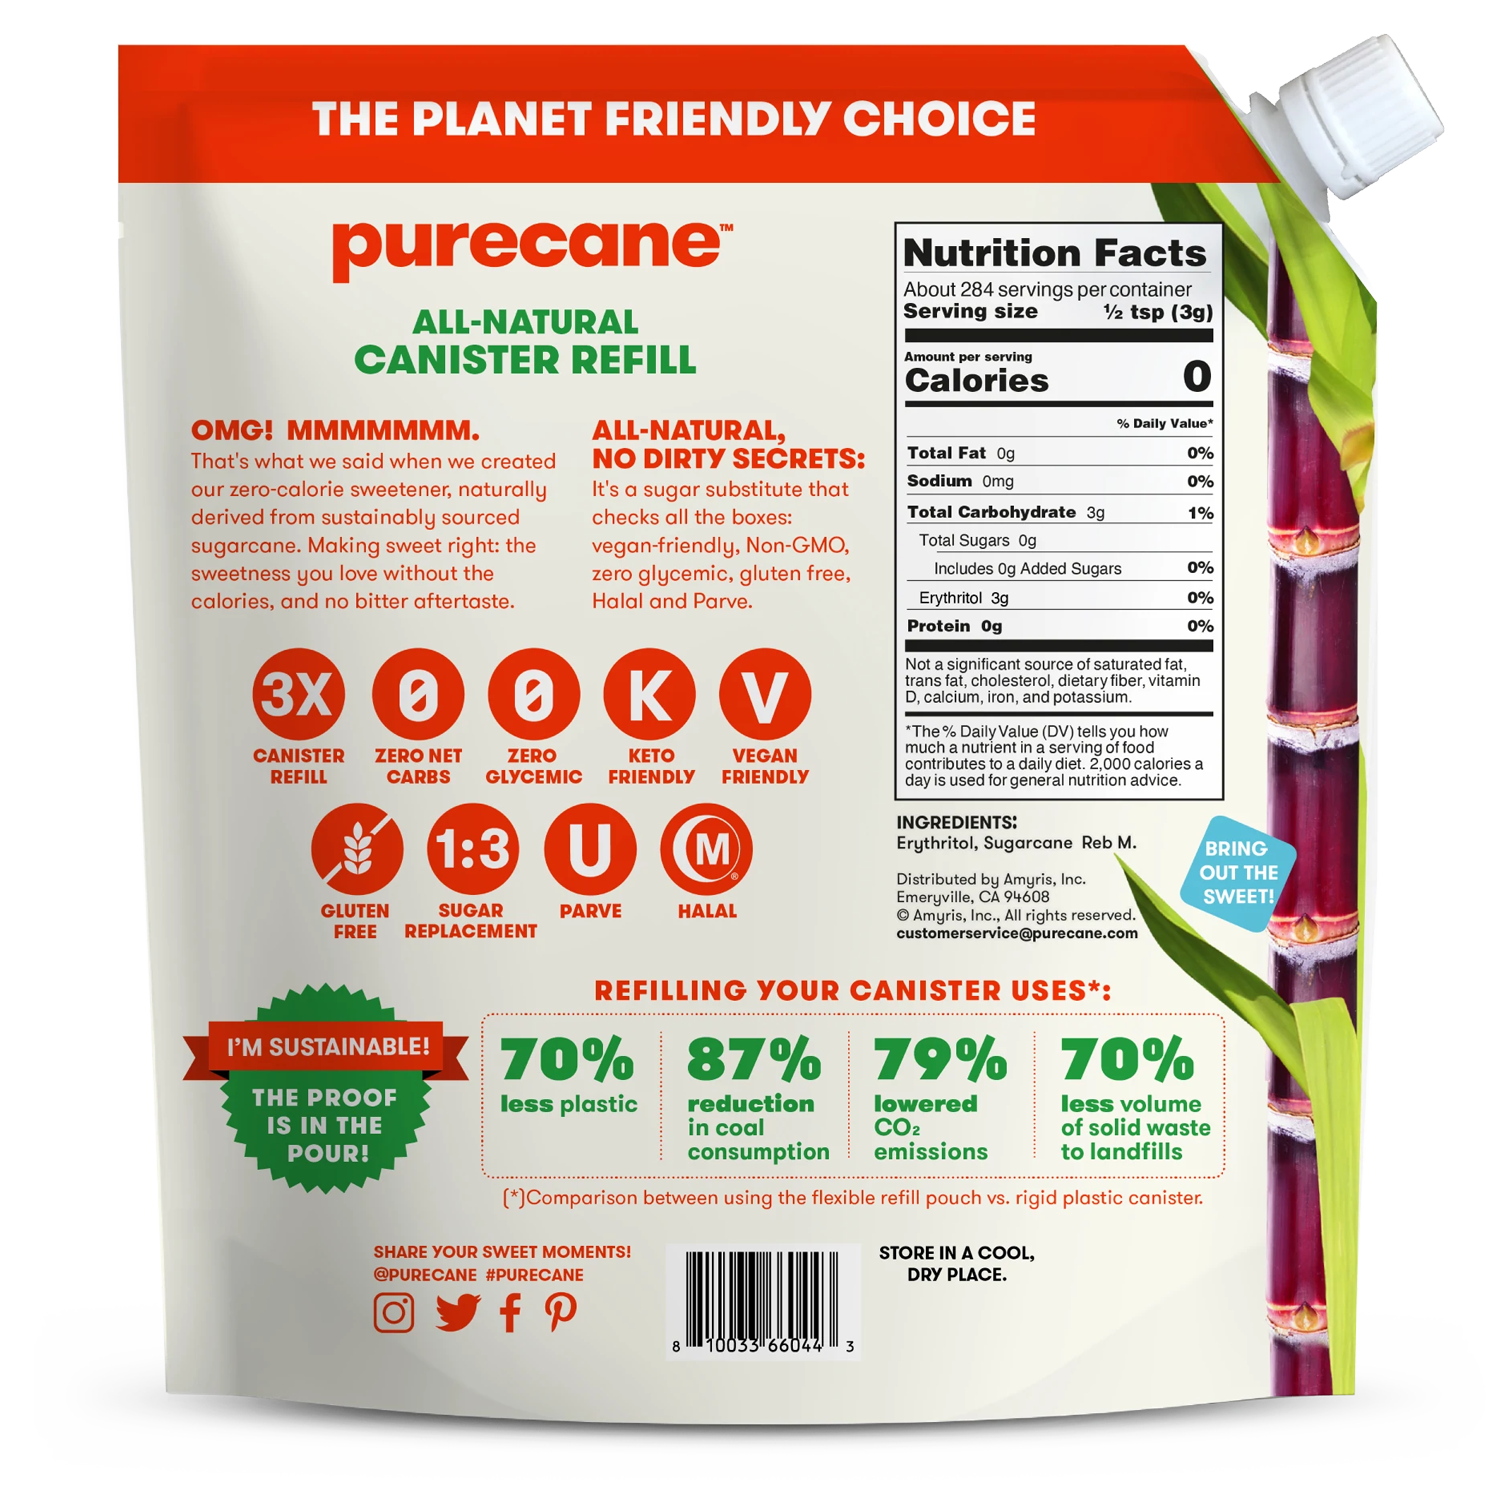 THE PLANET FRIENDLY CHOICE
purecane™
ALL-NATURAL
CANISTER REFILL
OMG! MMMMMMM.
That's what we said when we created
our zero-calorie sweetener, naturally
derived from sustainably sourced
sugarcane. Making sweet right: the
sweetness you love without the
calories, and no bitter aftertaste.
ALL-NATURAL,
NO DIRTY SECRETS:
It's a sugar substitute that
checks all the boxes:
vegan-friendly, Non-GMO,
zero glycemic, gluten free,
Halal and Parve.
3X
CANISTER
REFILL
0
ZERO NET
CARBS
0
ZERO
GLYCEMIC
K
KETO
FRIENDLY
V
VEGAN
FRIENDLY
GLUTEN
FREE
1:3
SUGAR
REPLACEMENT
U
PARVE
M®
HALAL
Nutrition Facts
About 284 servings per container
Serving size ½ tsp (3g)
Amount per serving
Calories 0
% Daily Value*
Total Fat 0g 0%
Sodium 0mg 0%
Total Carbohydrate 3g 1%
Total Sugars 0g
Includes 0g Added Sugars 0%
Erythritol 3g 0%
Protein 0g 0%
Not a significant source of saturated fat,
trans fat, cholesterol, dietary fiber, vitamin
D, calcium, iron, and potassium.
*The % Daily Value (DV) tells you how
much a nutrient in a serving of food
contributes to a daily diet. 2,000 calories a
day is used for general nutrition advice.
INGREDIENTS:
Erythritol, Sugarcane Reb M.
Distributed by Amyris, Inc.
Emeryville, CA 94608
© Amyris, Inc., All rights reserved.
customerservice@purecane.com
BRING
OUT THE
SWEET!
I'M SUSTAINABLE!
THE PROOF
IS IN THE
POUR!
REFILLING YOUR CANISTER USES*:
70%
less plastic
87%
reduction
in coal
consumption
79%
lowered
CO₂
emissions
70%
less volume
of solid waste
to landfills
(*)Comparison between using the flexible refill pouch vs. rigid plastic canister.
SHARE YOUR SWEET MOMENTS!
@PURECANE #PURECANE
8 10033 66044 3
STORE IN A COOL,
DRY PLACE.